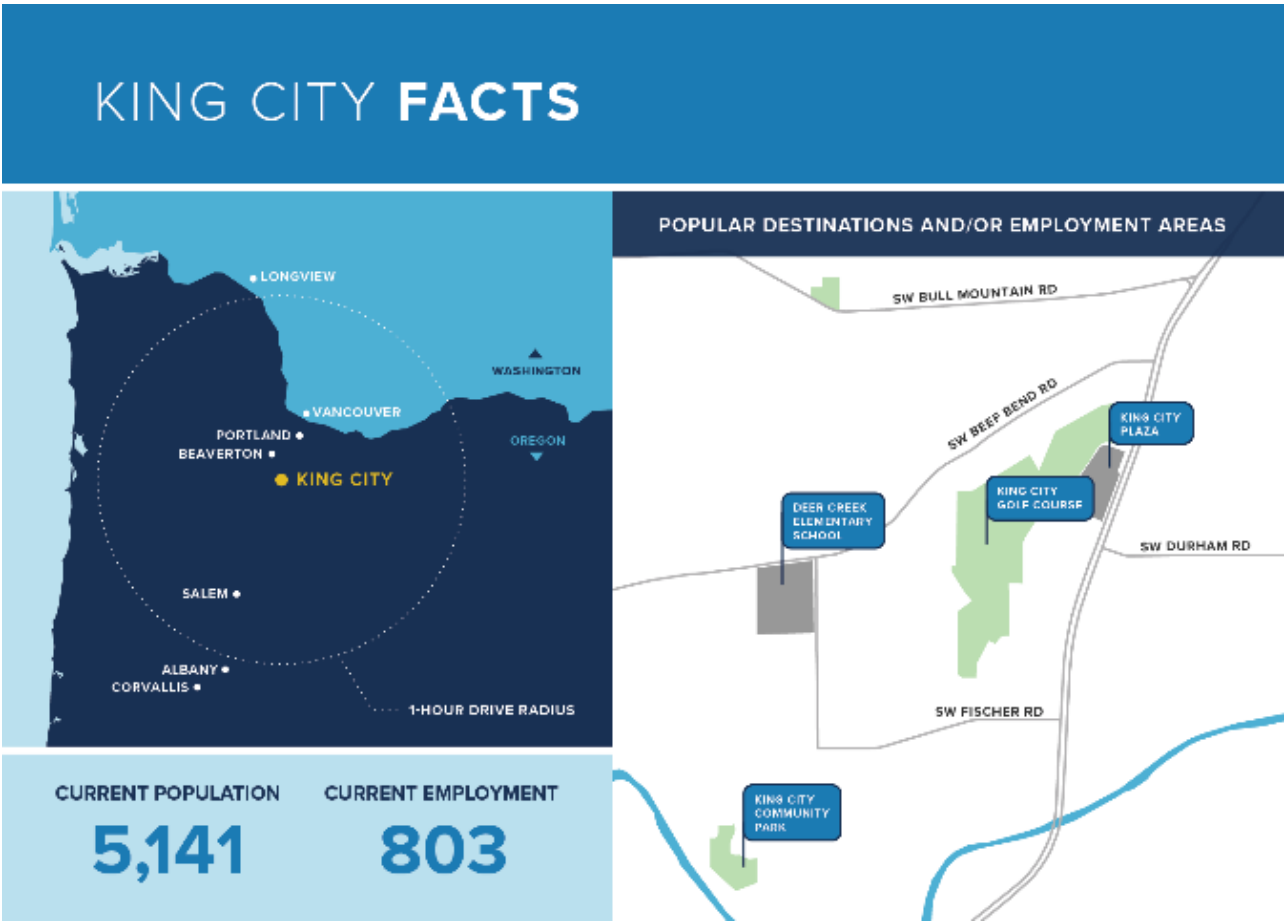 KING CITY FACTS
LONGVIEW
WASHINGTON
VANCOUVER
PORTLAND
OREGON
BEAVERTON
KING CITY
SALEM
ALBANY
CORVALLIS
1-HOUR DRIVE RADIUS
CURRENT POPULATION
5,141
CURRENT EMPLOYMENT
803
POPULAR DESTINATIONS AND/OR EMPLOYMENT AREAS
SW BULL MOUNTAIN RD
SW BEEF BEND RD
KING CITY
PLAZA
KING CITY
GOLF COURSE
DEER CREEK
ELEMENTARY
SCHOOL
SW DURHAM RD
SW FISCHER RD
KING CITY
COMMUNITY
PARK